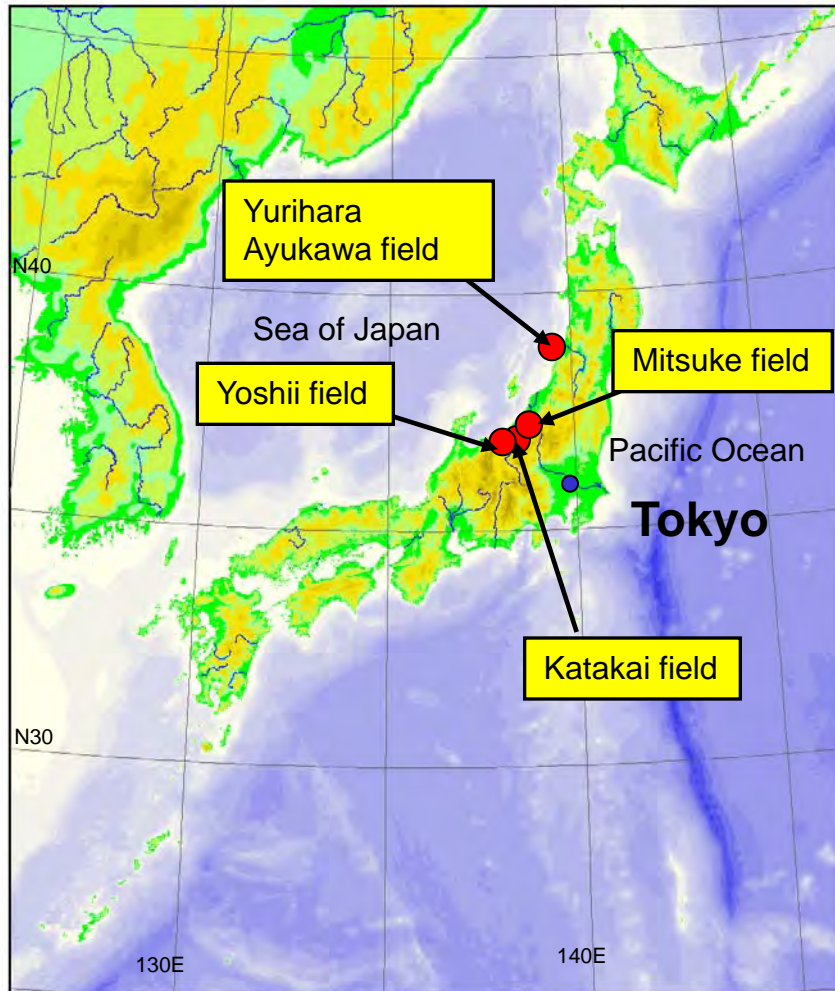 Yurihara
Ayukawa field
N40
Sea of Japan
Mitsuke field
Yoshii field
Pacific Ocean
Tokyo
Katakai field
N30
130E
140E